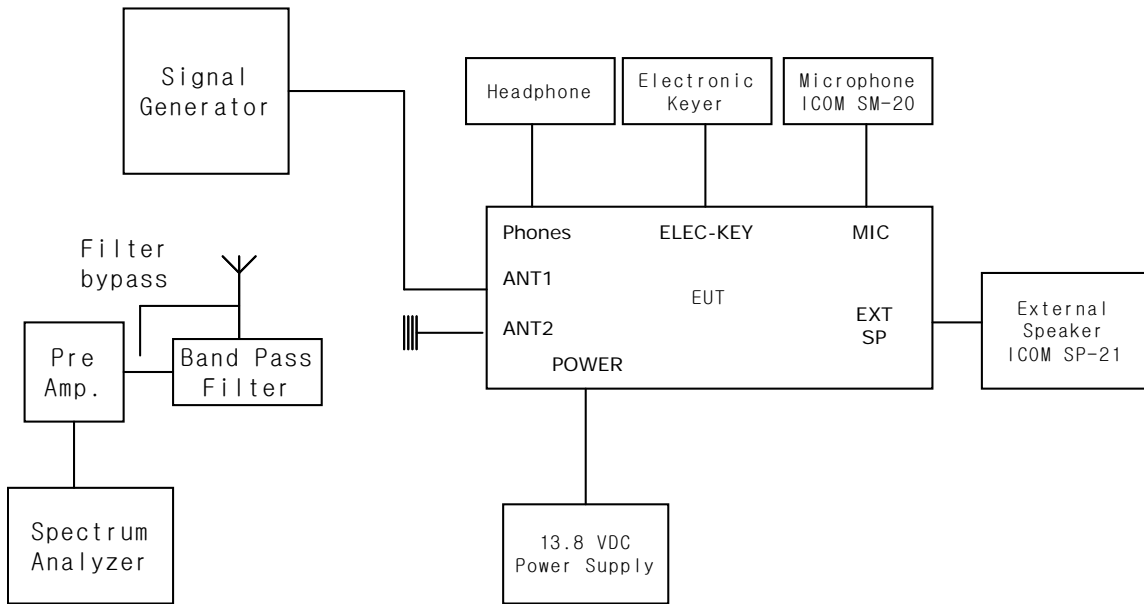 Signal
Generator
Headphone
Electronic
Keyer
Microphone
ICOM SM-20
Phones
ELEC-KEY
MIC
Filter
bypass
ANT1
EUT
ANT2
EXT
SP
POWER
External
Speaker
ICOM SP-21
Pre
Amp.
Band Pass
Filter
Spectrum
Analyzer
13.8 VDC
Power Supply